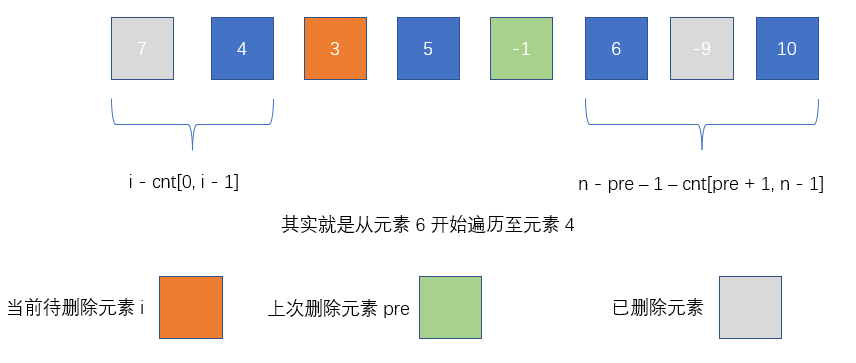 7 4 3 5 -1 6 -9 10
i - cnt[0, i - 1] n - pre – 1 – cnt[pre + 1, n - 1]
其实就是从元素 6 开始遍历至元素 4
当前待删除元素 i 上次删除元素 pre 已删除元素